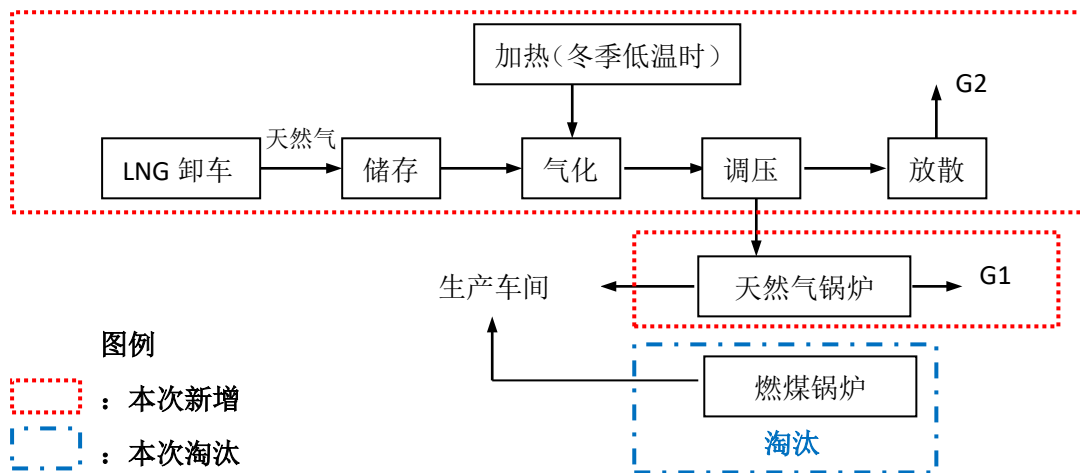 加热（冬季低温时）
G2
天然气
LNG 卸车
储存
气化
调压
放散
生产车间
天然气锅炉
G1
图例
燃煤锅炉
：本次新增
淘汰
：本次淘汰